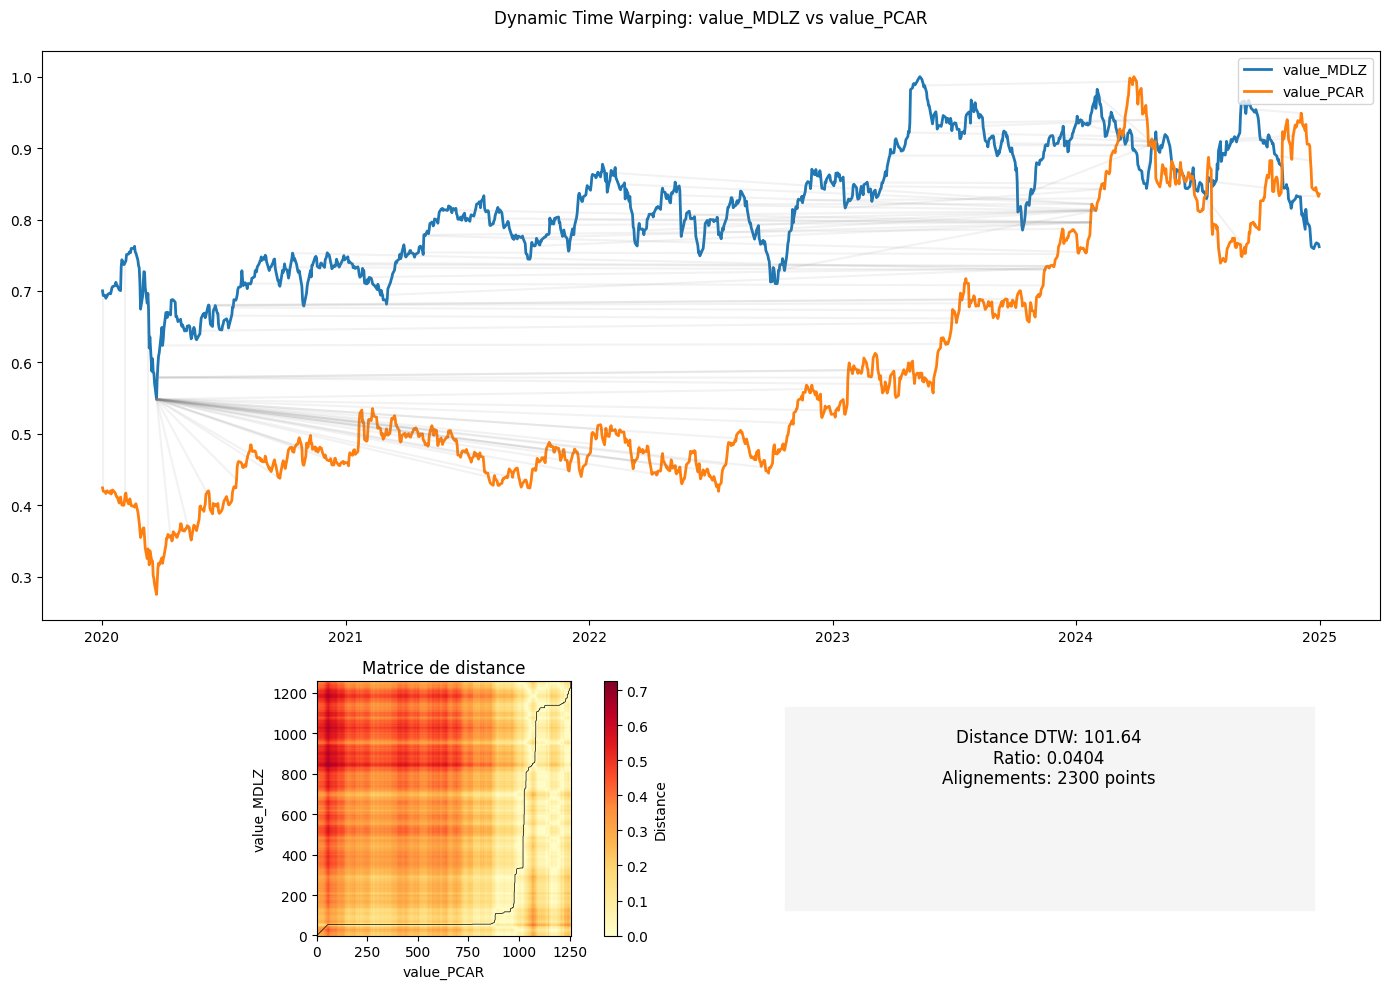 Dynamic Time Warping: value_MDLZ vs value_PCAR
value_MDLZ
value_PCAR
1.0
0.9
0.8
0.7
0.6
0.5
0.4
0.3
2020 2021 2022 2023 2024 2025
Matrice de distance
value_MDLZ
1200
1000
800
600
400
200
0
0 250 500 750 1000 1250
value_PCAR
0.7
0.6
0.5
0.4
0.3
0.2
0.1
0.0
Distance
Distance DTW: 101.64
Ratio: 0.0404
Alignements: 2300 points